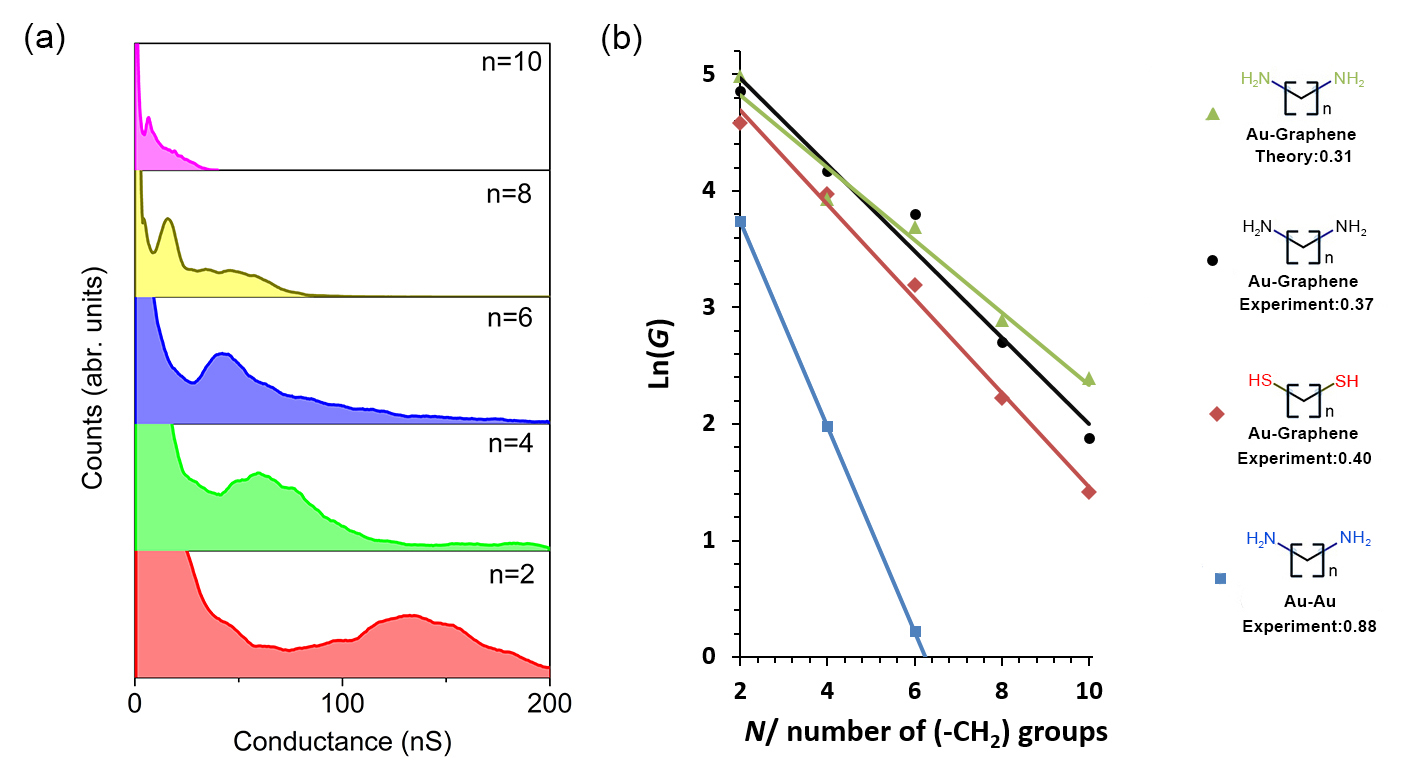 (a)
n=10
n=8
n=6
n=4
n=2
Counts (abr. units)
0
100
200
Conductance (nS)
(b)
5
4
3
2
1
0
Ln(G)
2
4
6
8
10
N/ number of (-CH₂) groups
H₂N
NH₂
n
Au-Graphene
Theory:0.31
H₂N
NH₂
n
Au-Graphene
Experiment:0.37
HS
SH
n
Au-Graphene
Experiment:0.40
H₂N
NH₂
n
Au-Au
Experiment:0.88